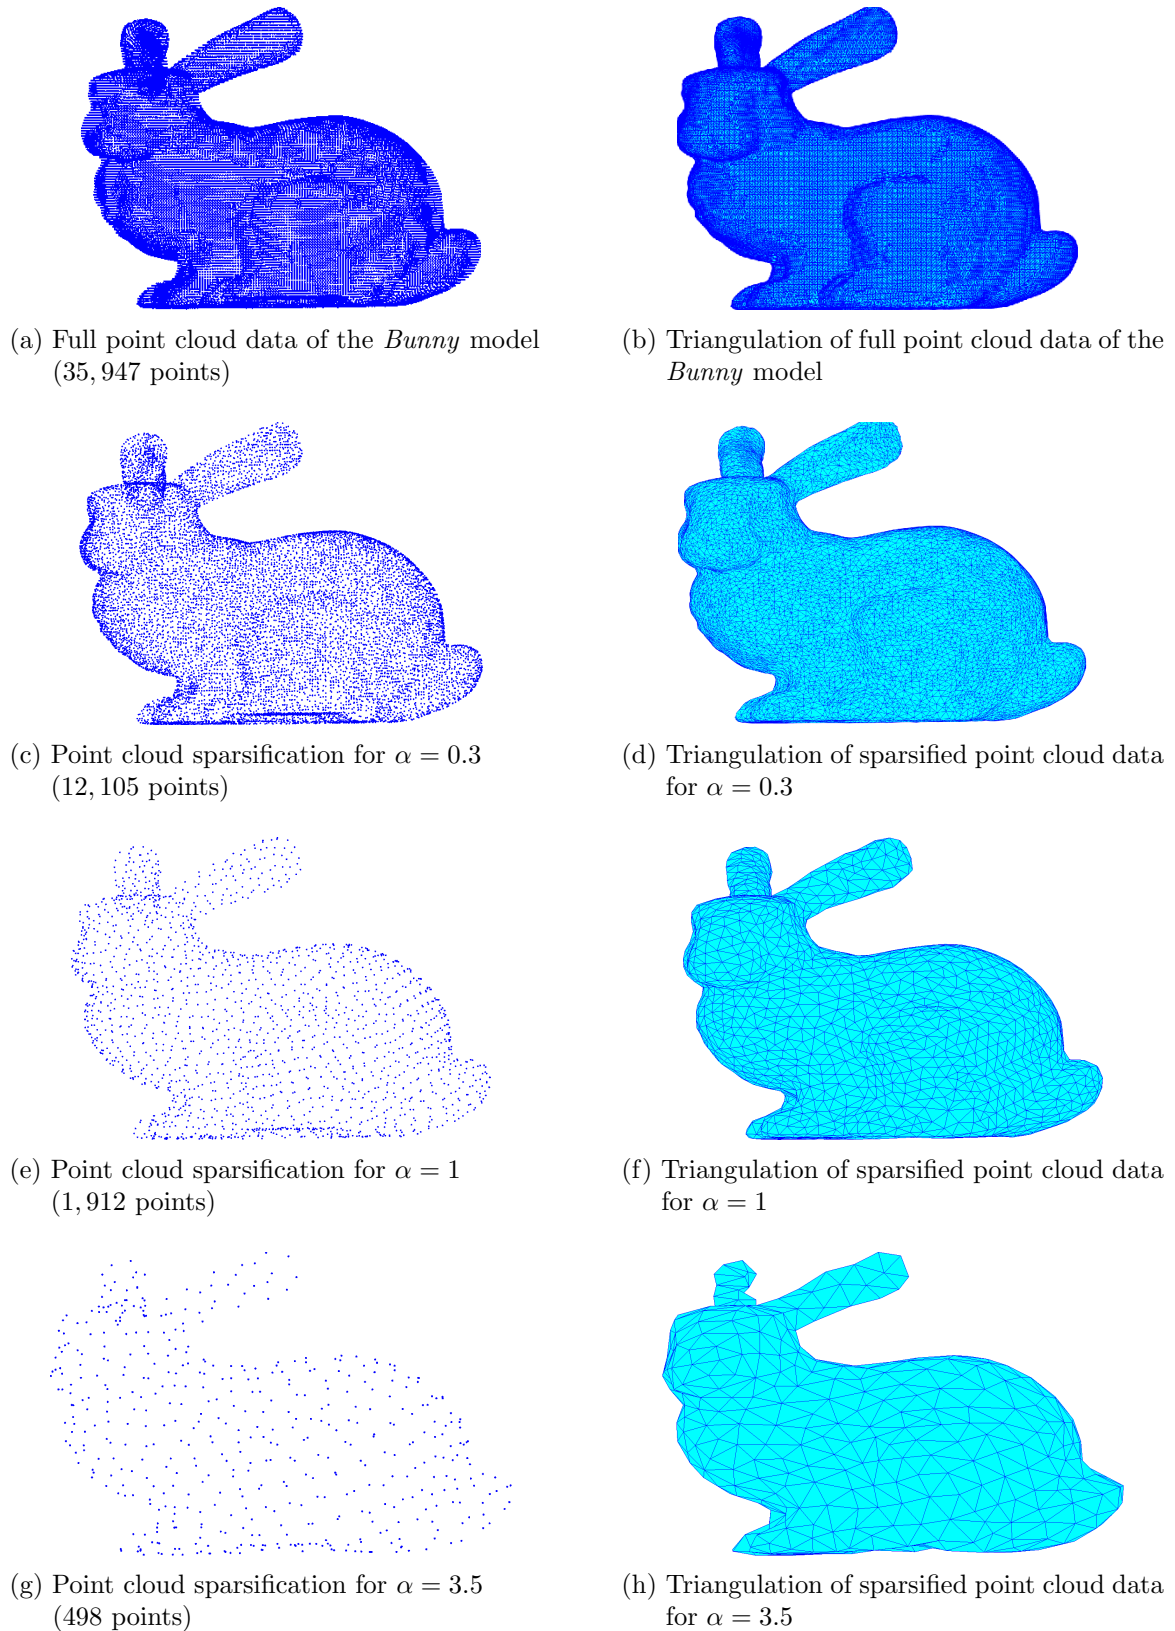 (a) Full point cloud data of the Bunny model
(35, 947 points)
(b) Triangulation of full point cloud data of the
Bunny model
(c) Point cloud sparsification for α = 0.3
(12, 105 points)
(d) Triangulation of sparsified point cloud data
for α = 0.3
(e) Point cloud sparsification for α = 1
(1, 912 points)
(f) Triangulation of sparsified point cloud data
for α = 1
(g) Point cloud sparsification for α = 3.5
(498 points)
(h) Triangulation of sparsified point cloud data
for α = 3.5